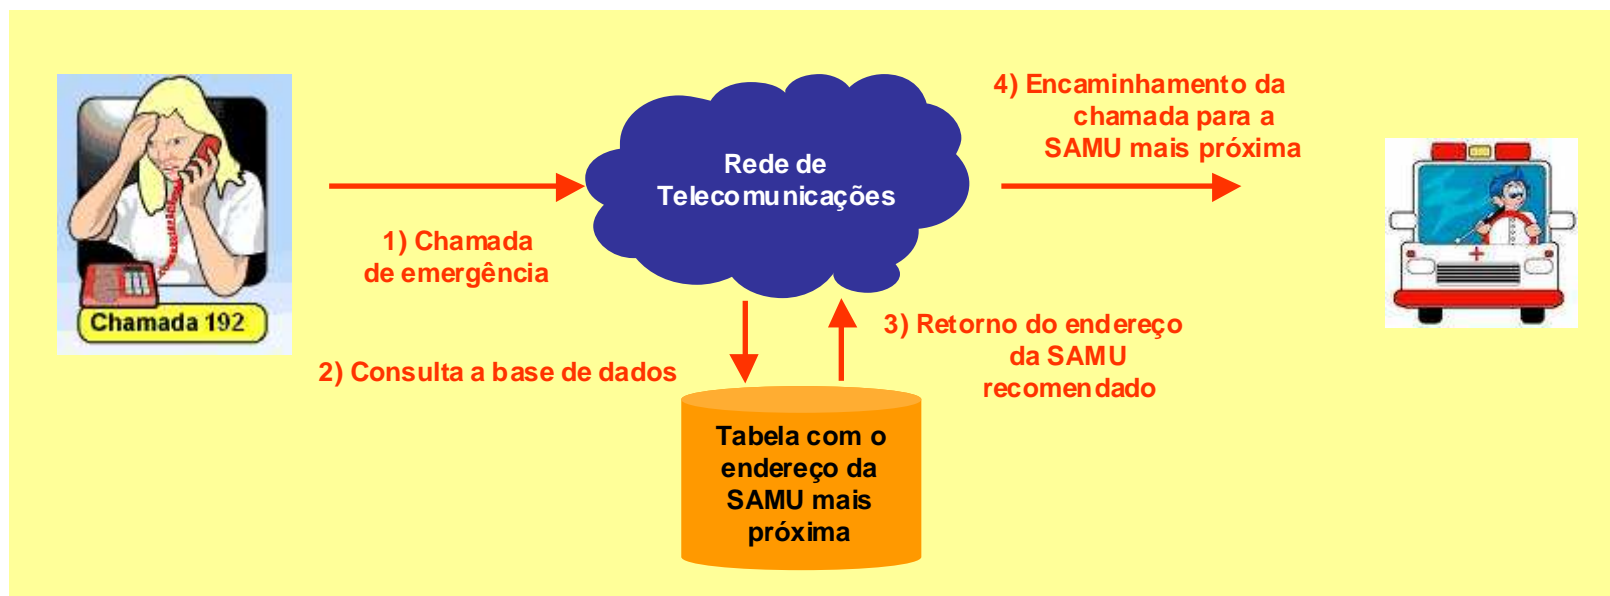 Chamada 192
1) Chamada
de emergência
Rede de
Telecomunicações
2) Consulta a base de dados
Tabela com o
endereço da
SAMU mais
próxima
3) Retorno do endereço
da SAMU
recomendado
4) Encaminhamento da
chamada para a
SAMU mais próxima